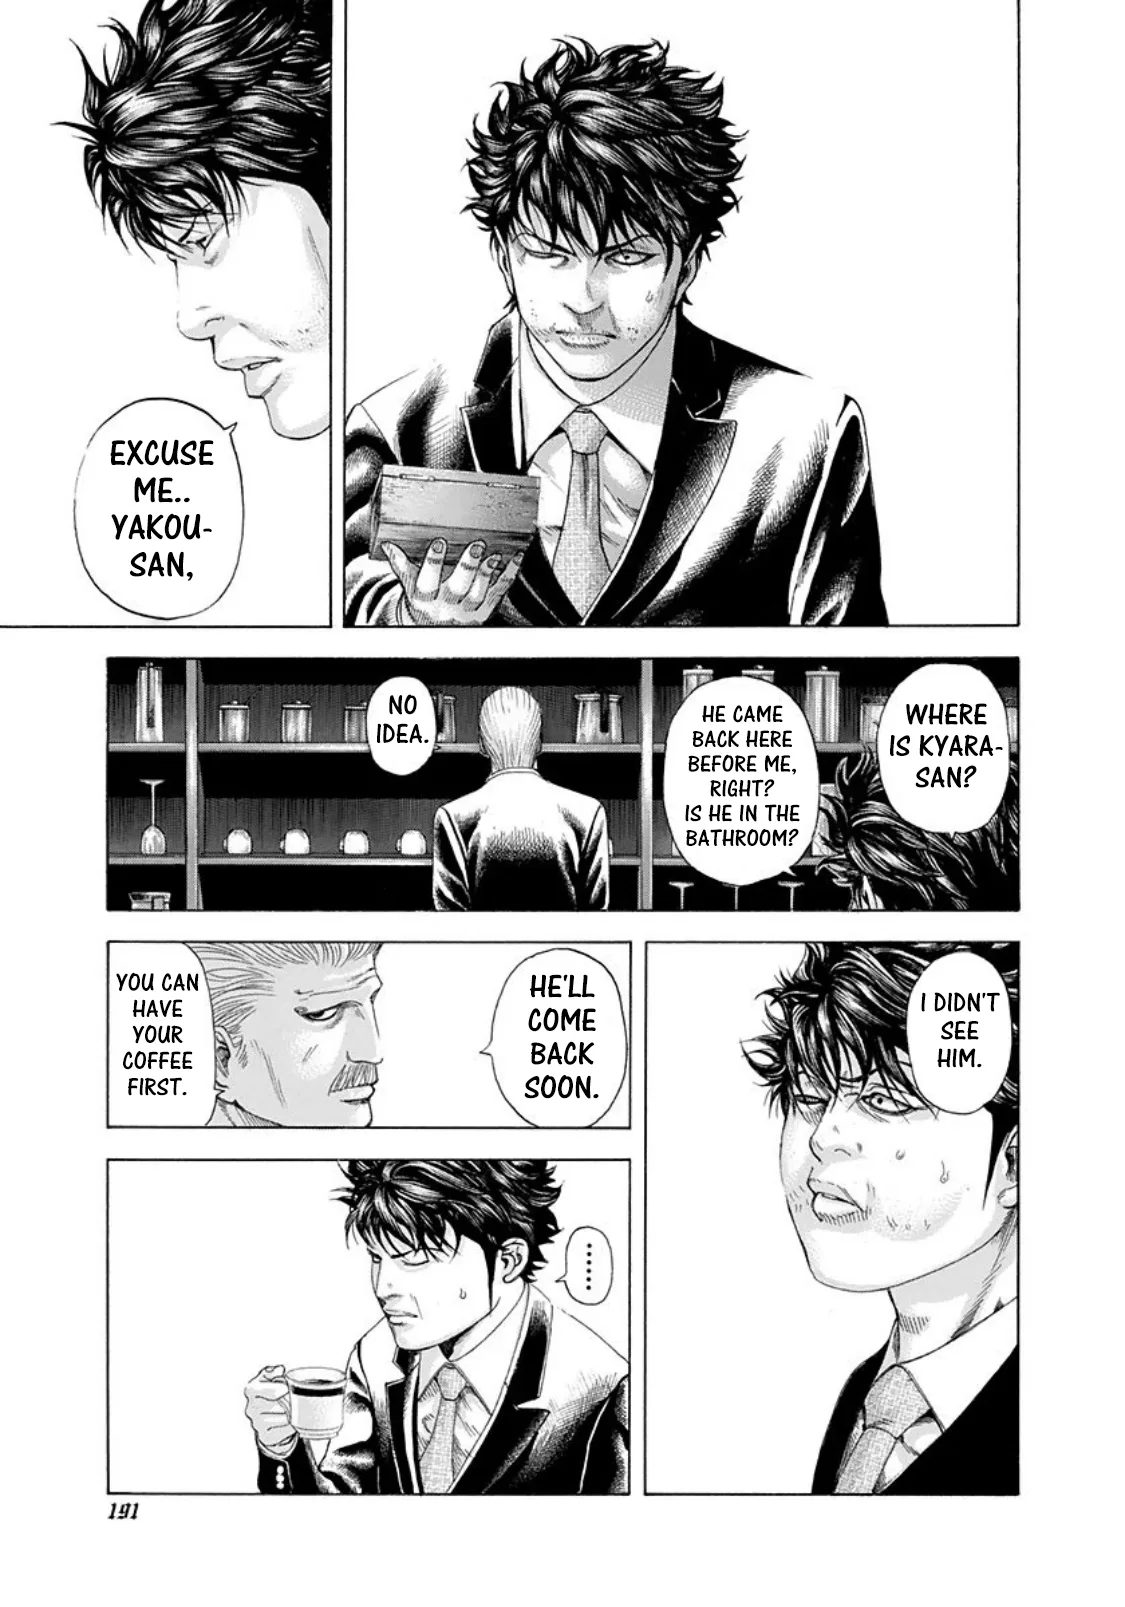 EXCUSE
ME..
YAKOU-
SAN,
WHERE
IS KYARA-
SAN?
HE CAME
BACK HERE
BEFORE ME,
RIGHT?
IS HE IN THE
BATHROOM?
NO
IDEA.
I DIDN'T
SEE
HIM.
HE'LL
COME
BACK
SOON.
YOU CAN
HAVE
YOUR
COFFEE
FIRST.
......
191